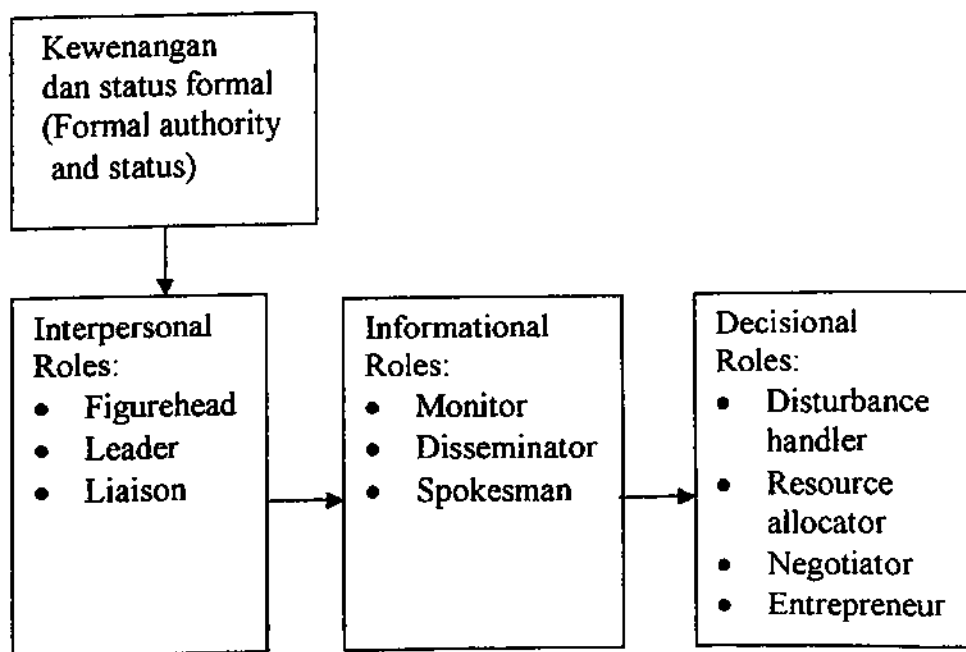 Kewenangan
dan status formal
(Formal authority
and status)
Interpersonal
Roles:
● Figurehead
● Leader
● Liaison
Informational
Roles:
● Monitor
● Disseminator
● Spokesman
Decisional
Roles:
● Disturbance
handler
● Resource
allocator
● Negotiator
● Entrepreneur